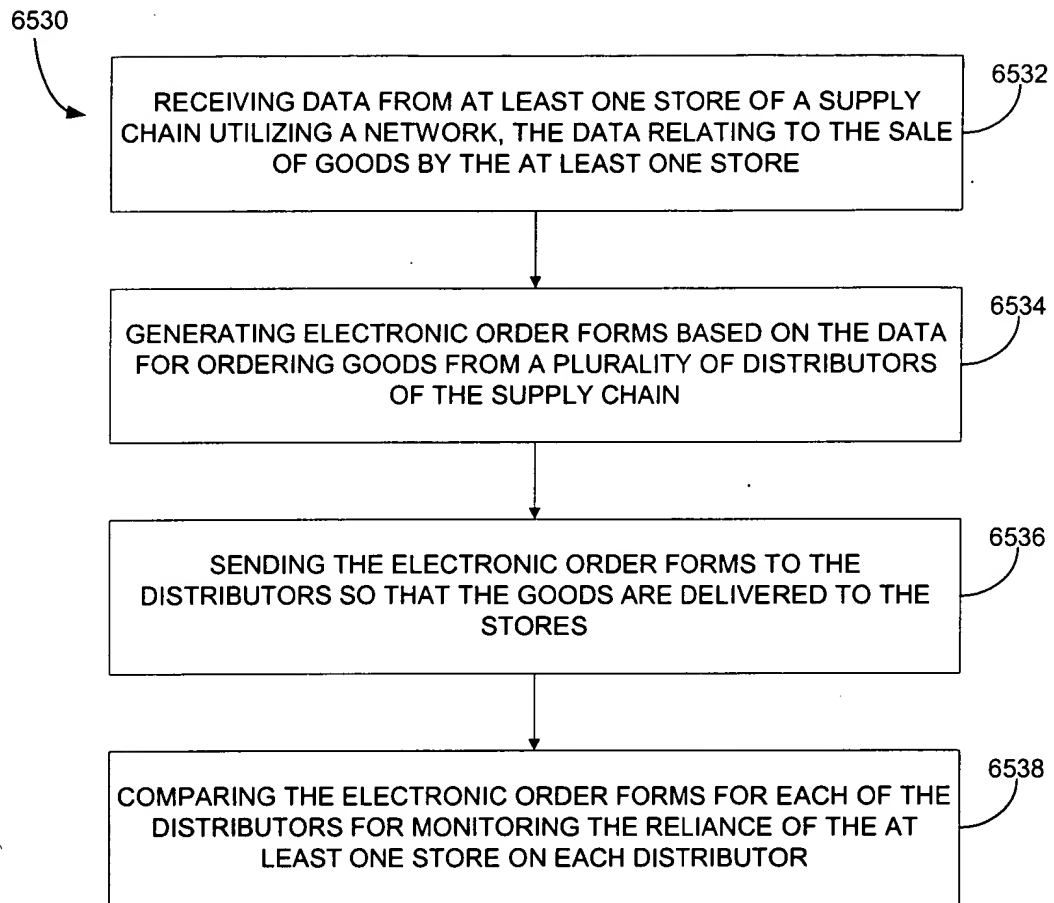 6530
6532
RECEIVING DATA FROM AT LEAST ONE STORE OF A SUPPLY
CHAIN UTILIZING A NETWORK, THE DATA RELATING TO THE SALE
OF GOODS BY THE AT LEAST ONE STORE
6534
GENERATING ELECTRONIC ORDER FORMS BASED ON THE DATA
FOR ORDERING GOODS FROM A PLURALITY OF DISTRIBUTORS
OF THE SUPPLY CHAIN
6536
SENDING THE ELECTRONIC ORDER FORMS TO THE
DISTRIBUTORS SO THAT THE GOODS ARE DELIVERED TO THE
STORES
6538
COMPARING THE ELECTRONIC ORDER FORMS FOR EACH OF THE
DISTRIBUTORS FOR MONITORING THE RELIANCE OF THE AT
LEAST ONE STORE ON EACH DISTRIBUTOR